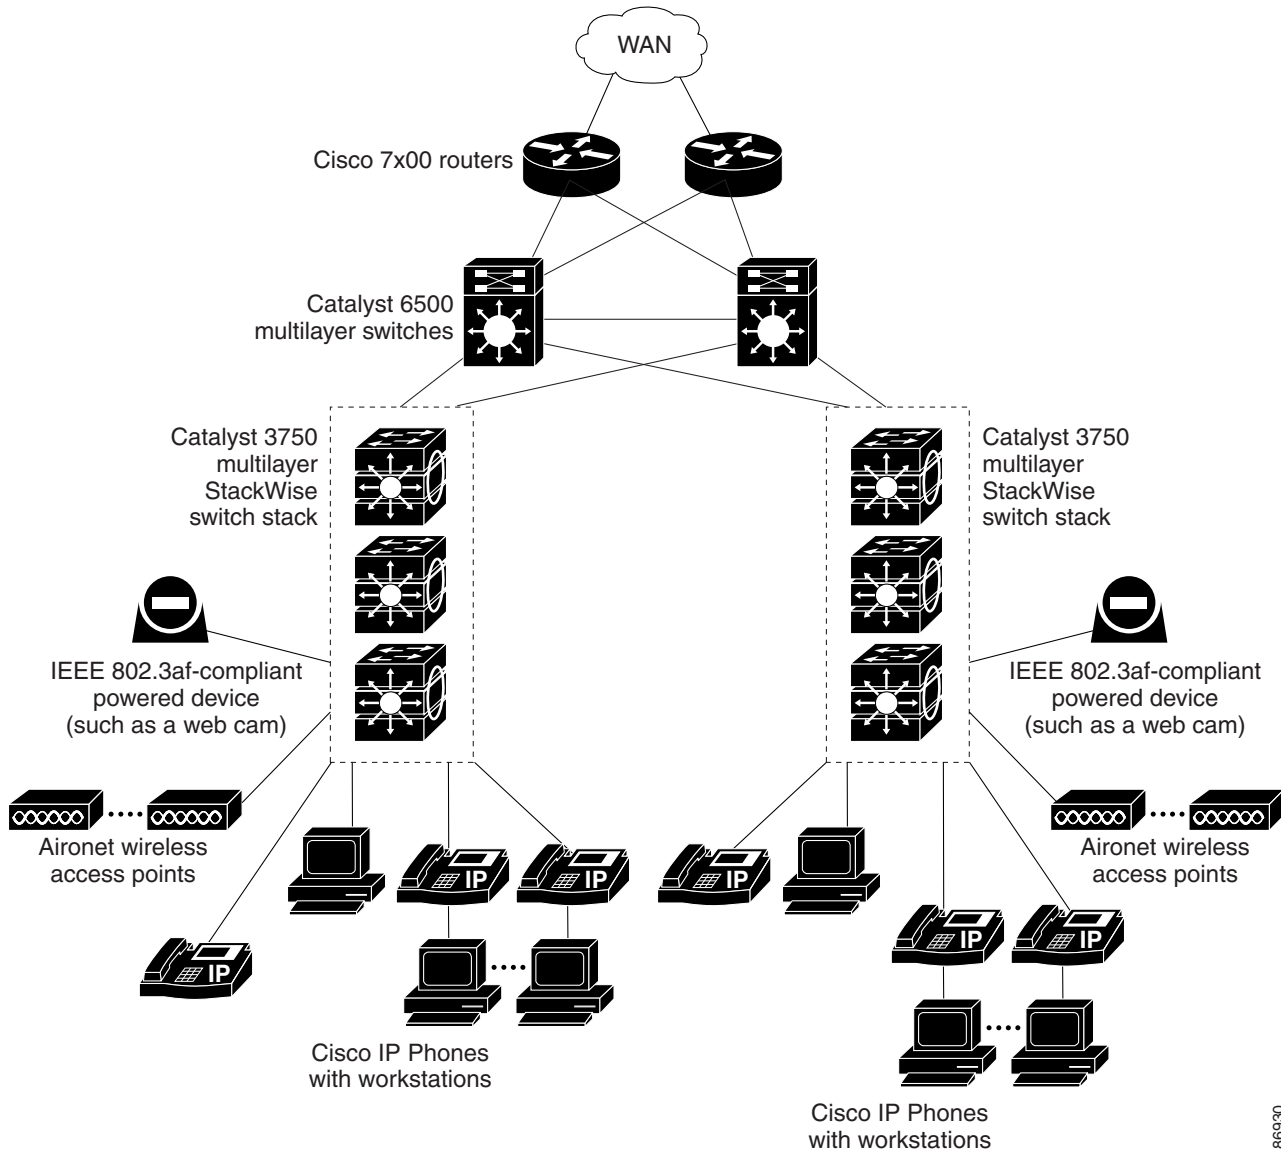 WAN
Cisco 7x00 routers
Catalyst 6500
multilayer switches
Catalyst 3750
multilayer
StackWise
switch stack
Catalyst 3750
multilayer
StackWise
switch stack
IEEE 802.3af-compliant
powered device
(such as a web cam)
IEEE 802.3af-compliant
powered device
(such as a web cam)
Aironet wireless
access points
Aironet wireless
access points
IP
IP
IP
IP
IP
IP
Cisco IP Phones
with workstations
Cisco IP Phones
with workstations
86930